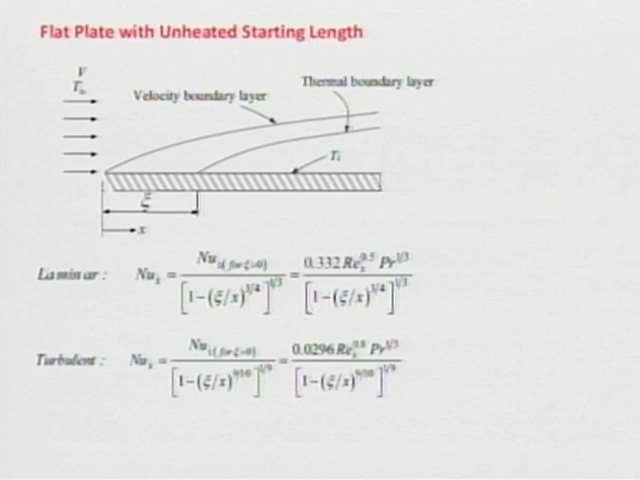 Flat Plate with Unheated Starting Length
V
T∞
Velocity boundary layer
Thermal boundary layer
Ts
ξ
x
Laminar : Nuₓ = Nuₓ(for ξ=0) / [1−(ξ/x)^3/4]^1/3 = 0.332 Reₓ^0.5 Pr^1/3 / [1−(ξ/x)^3/4]^1/3
Turbulent : Nuₓ = Nuₓ(for ξ=0) / [1−(ξ/x)^9/10]^1/9 = 0.0296 Reₓ^0.8 Pr^1/3 / [1−(ξ/x)^9/10]^1/9